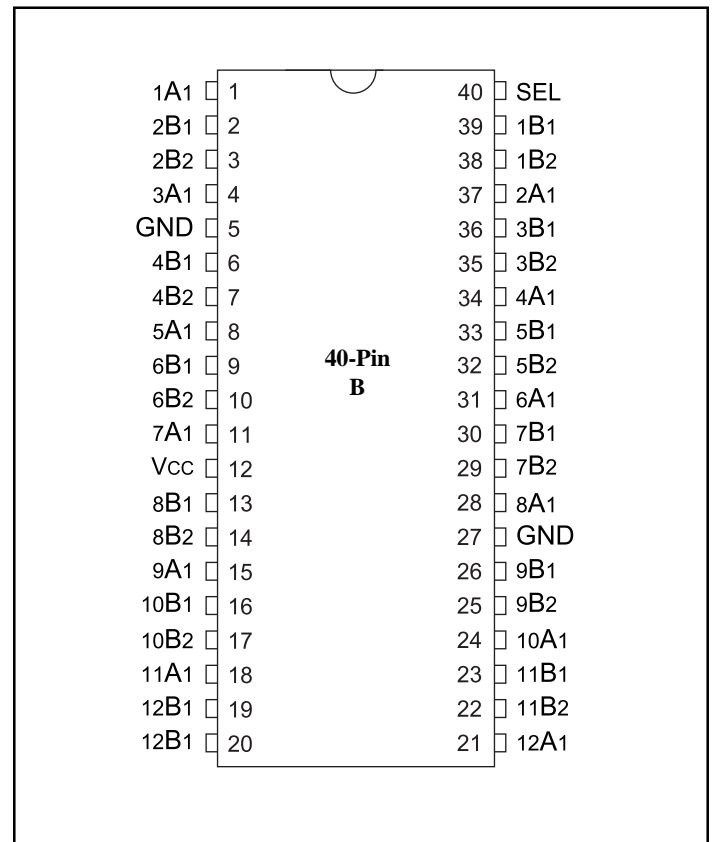 1A1 1 40 SEL
2B1 2 39 1B1
2B2 3 38 1B2
3A1 4 37 2A1
GND 5 36 3B1
4B1 6 35 3B2
4B2 7 34 4A1
5A1 8 33 5B1
6B1 9 40-Pin 32 5B2
B
6B2 10 31 6A1
7A1 11 30 7B1
VCC 12 29 7B2
8B1 13 28 8A1
8B2 14 27 GND
9A1 15 26 9B1
10B1 16 25 9B2
10B2 17 24 10A1
11A1 18 23 11B1
12B1 19 22 11B2
12B1 20 21 12A1